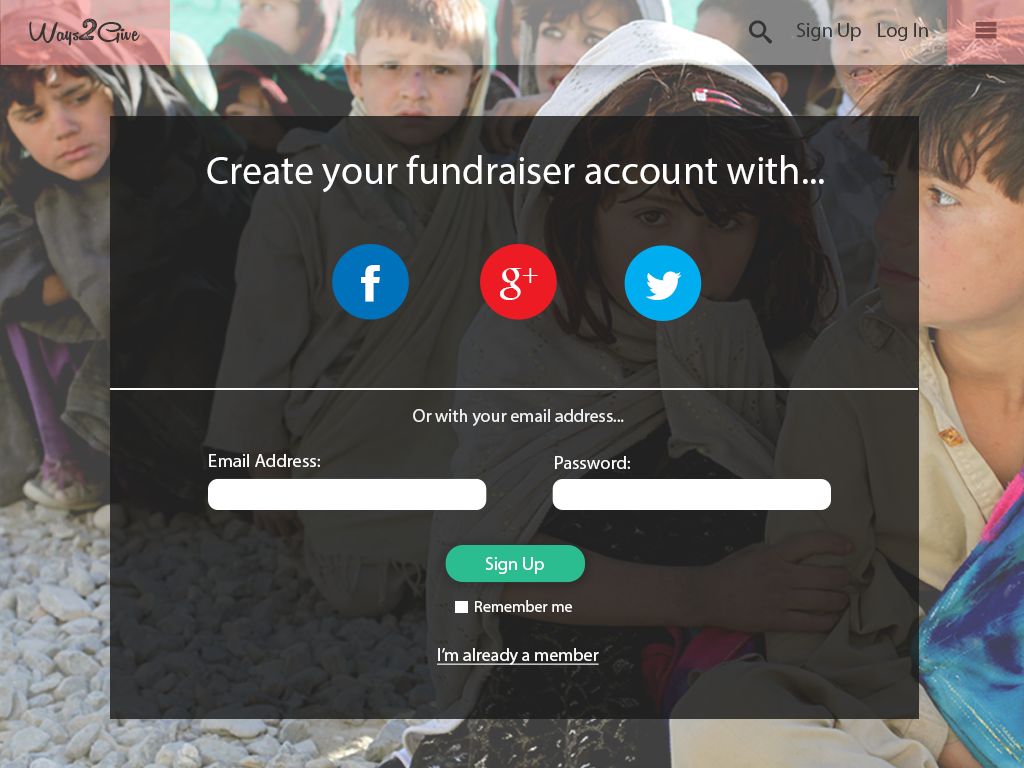 Ways2Give
Sign Up Log In
Create your fundraiser account with...
f g+
Or with your email address...
Email Address: Password:
Sign Up
Remember me
I'm already a member